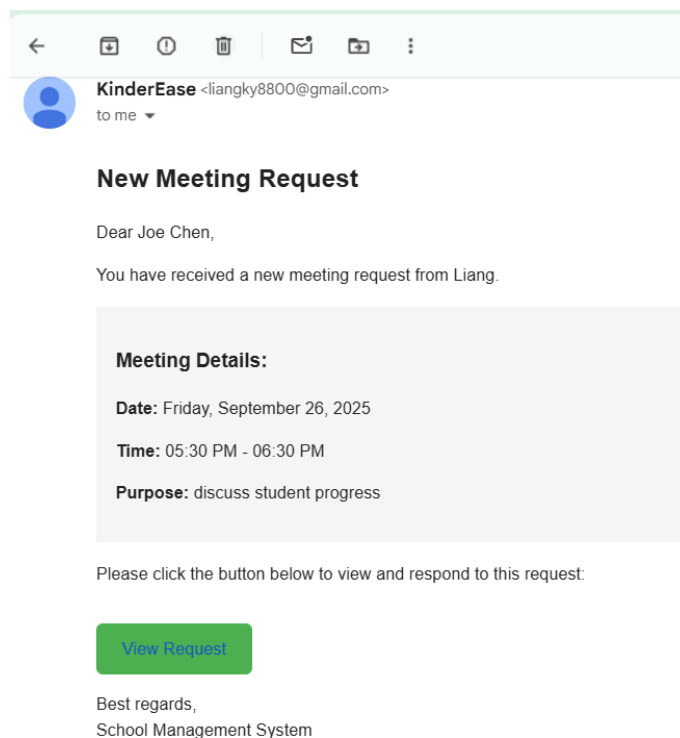 KinderEase <liangky8800@gmail.com>
to me
New Meeting Request
Dear Joe Chen,
You have received a new meeting request from Liang.
Meeting Details:
Date: Friday, September 26, 2025
Time: 05:30 PM - 06:30 PM
Purpose: discuss student progress
Please click the button below to view and respond to this request:
View Request
Best regards,
School Management System